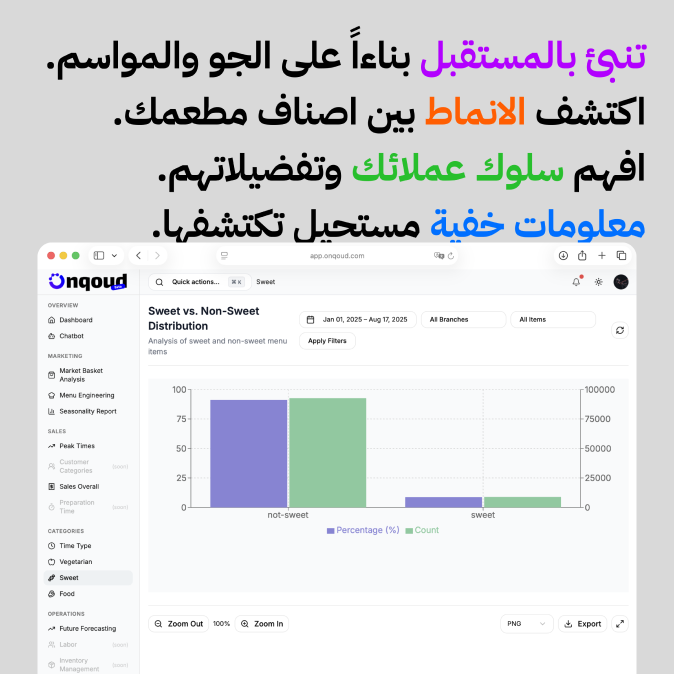 تنبئ بالمستقبل بناءاً على الجو والمواسم.
اكتشف الانماط بين اصناف مطعمك.
افهم سلوك عملائك وتفضيلاتهم.
معلومات خفية مستحيل تكتشفها.
app.onqoud.com
Onqoud
Quick actions... ⌘ K Sweet
OVERVIEW
Dashboard
Chatbot
MARKETING
Market Basket
Analysis
Menu Engineering
Seasonality Report
SALES
Peak Times
Customer
Categories (soon)
Sales Overall
Preparation
Time (soon)
CATEGORIES
Time Type
Vegetarian
Sweet
Food
OPERATIONS
Future Forecasting
Labor (soon)
Inventory
Management (soon)
Sweet vs. Non-Sweet
Distribution
Analysis of sweet and non-sweet menu
items
Jan 01, 2025 – Aug 17, 2025
All Branches
All Items
Apply Filters
100
75
50
25
0
100000
75000
50000
25000
0
not-sweet
sweet
Percentage (%) Count
Zoom Out 100% Zoom In
PNG
Export